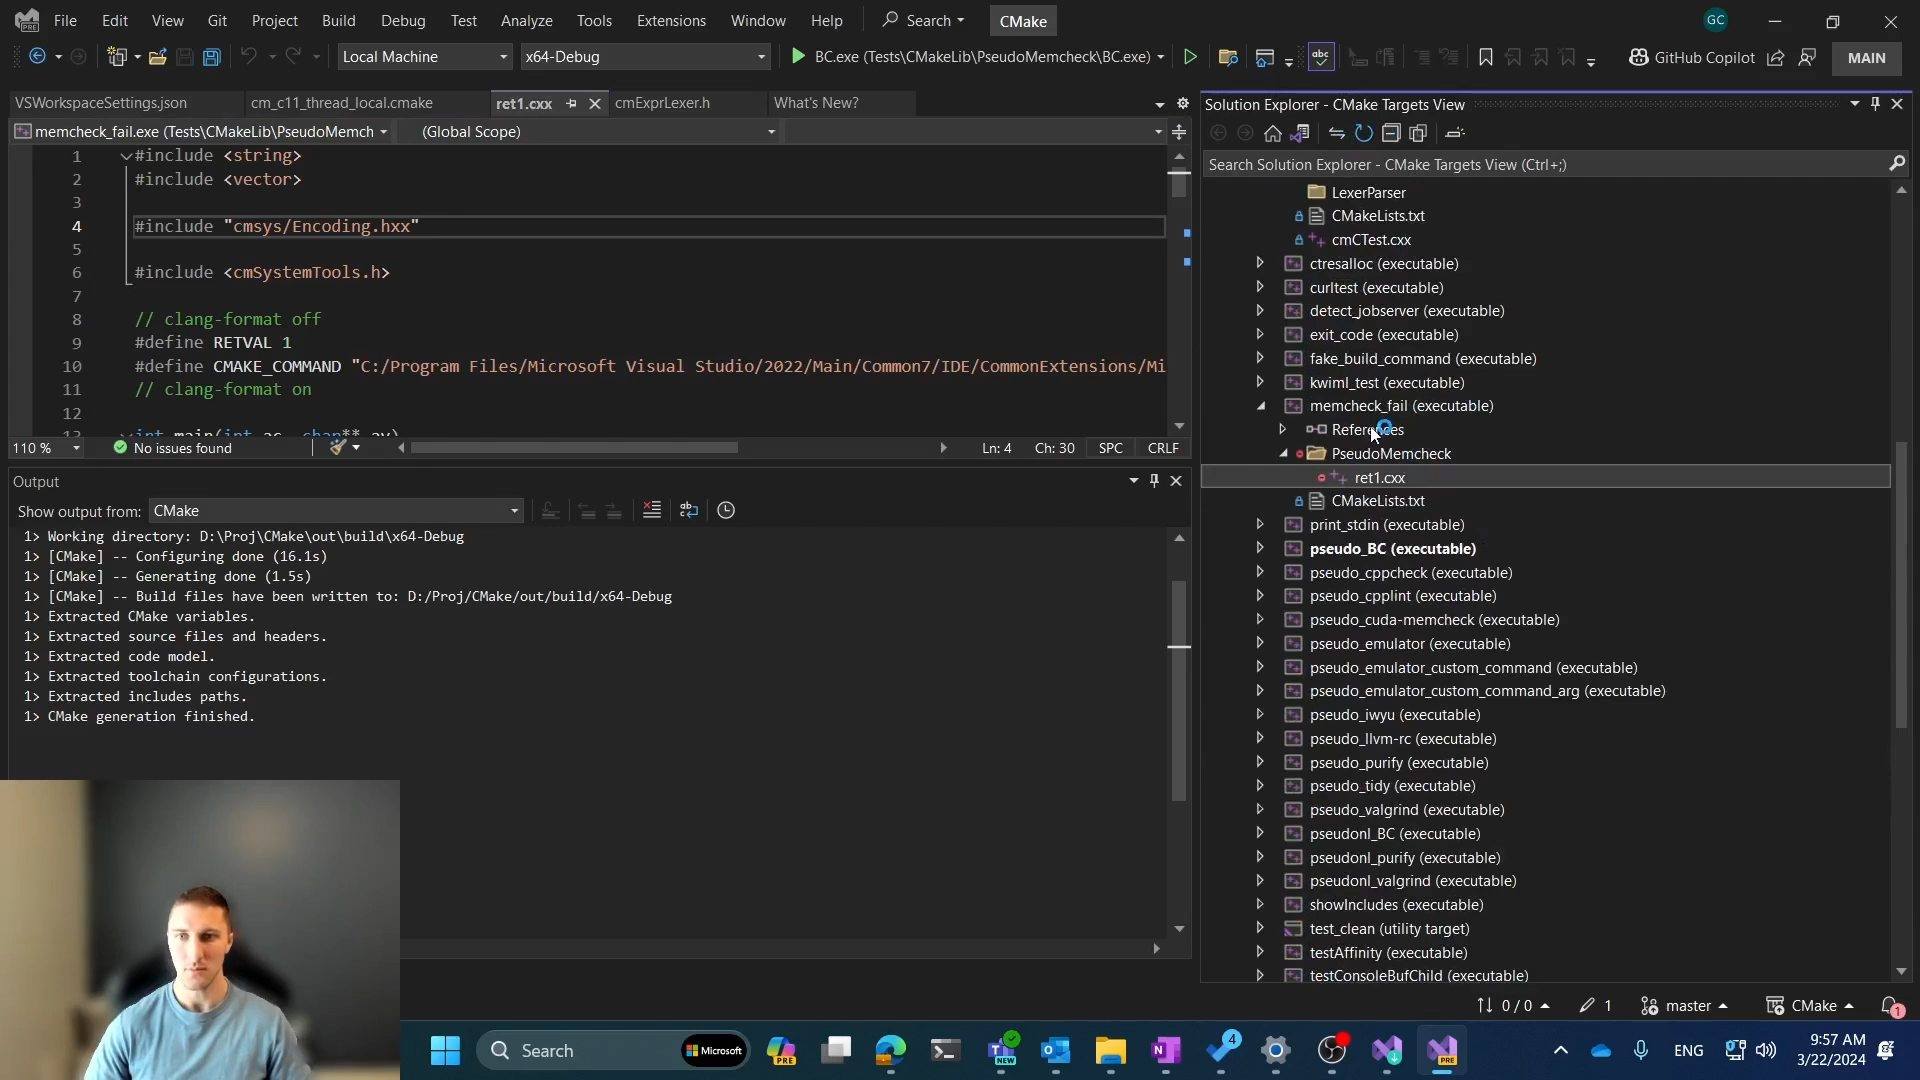 File Edit View Git Project Build Debug Test Analyze Tools Extensions Window Help Search CMake GC
Local Machine x64-Debug BC.exe (Tests\CMakeLib\PseudoMemcheck\BC.exe) abc GitHub Copilot MAIN
VSWorkspaceSettings.json cm_c11_thread_local.cmake ret1.cxx cmExprLexer.h What's New?
memcheck_fail.exe (Tests\CMakeLib\PseudoMemch (Global Scope)
1 #include <string>
2 #include <vector>
3
4 #include "cmsys/Encoding.hxx"
5
6 #include <cmSystemTools.h>
7
8 // clang-format off
9 #define RETVAL 1
10 #define CMAKE_COMMAND "C:/Program Files/Microsoft Visual Studio/2022/Main/Common7/IDE/CommonExtensions/Mi
11 // clang-format on
12
13 int main(int ac, char** av)
110 % No issues found Ln: 4 Ch: 30 SPC CRLF
Output
Show output from: CMake
1> Working directory: D:\Proj\CMake\out\build\x64-Debug
1> [CMake] -- Configuring done (16.1s)
1> [CMake] -- Generating done (1.5s)
1> [CMake] -- Build files have been written to: D:/Proj/CMake/out/build/x64-Debug
1> Extracted CMake variables.
1> Extracted source files and headers.
1> Extracted code model.
1> Extracted toolchain configurations.
1> Extracted includes paths.
1> CMake generation finished.
Solution Explorer - CMake Targets View
Search Solution Explorer - CMake Targets View (Ctrl+;)
LexerParser
CMakeLists.txt
cmCTest.cxx
ctresalloc (executable)
curltest (executable)
detect_jobserver (executable)
exit_code (executable)
fake_build_command (executable)
kwiml_test (executable)
memcheck_fail (executable)
References
PseudoMemcheck
ret1.cxx
CMakeLists.txt
print_stdin (executable)
pseudo_BC (executable)
pseudo_cppcheck (executable)
pseudo_cpplint (executable)
pseudo_cuda-memcheck (executable)
pseudo_emulator (executable)
pseudo_emulator_custom_command (executable)
pseudo_emulator_custom_command_arg (executable)
pseudo_iwyu (executable)
pseudo_llvm-rc (executable)
pseudo_purify (executable)
pseudo_tidy (executable)
pseudo_valgrind (executable)
pseudonl_BC (executable)
pseudonl_purify (executable)
pseudonl_valgrind (executable)
showIncludes (executable)
test_clean (utility target)
testAffinity (executable)
testConsoleBufChild (executable)
0 / 0 1 master CMake 1
Search Microsoft PRE NEW 4 PRE ENG 9:57 AM
3/22/2024